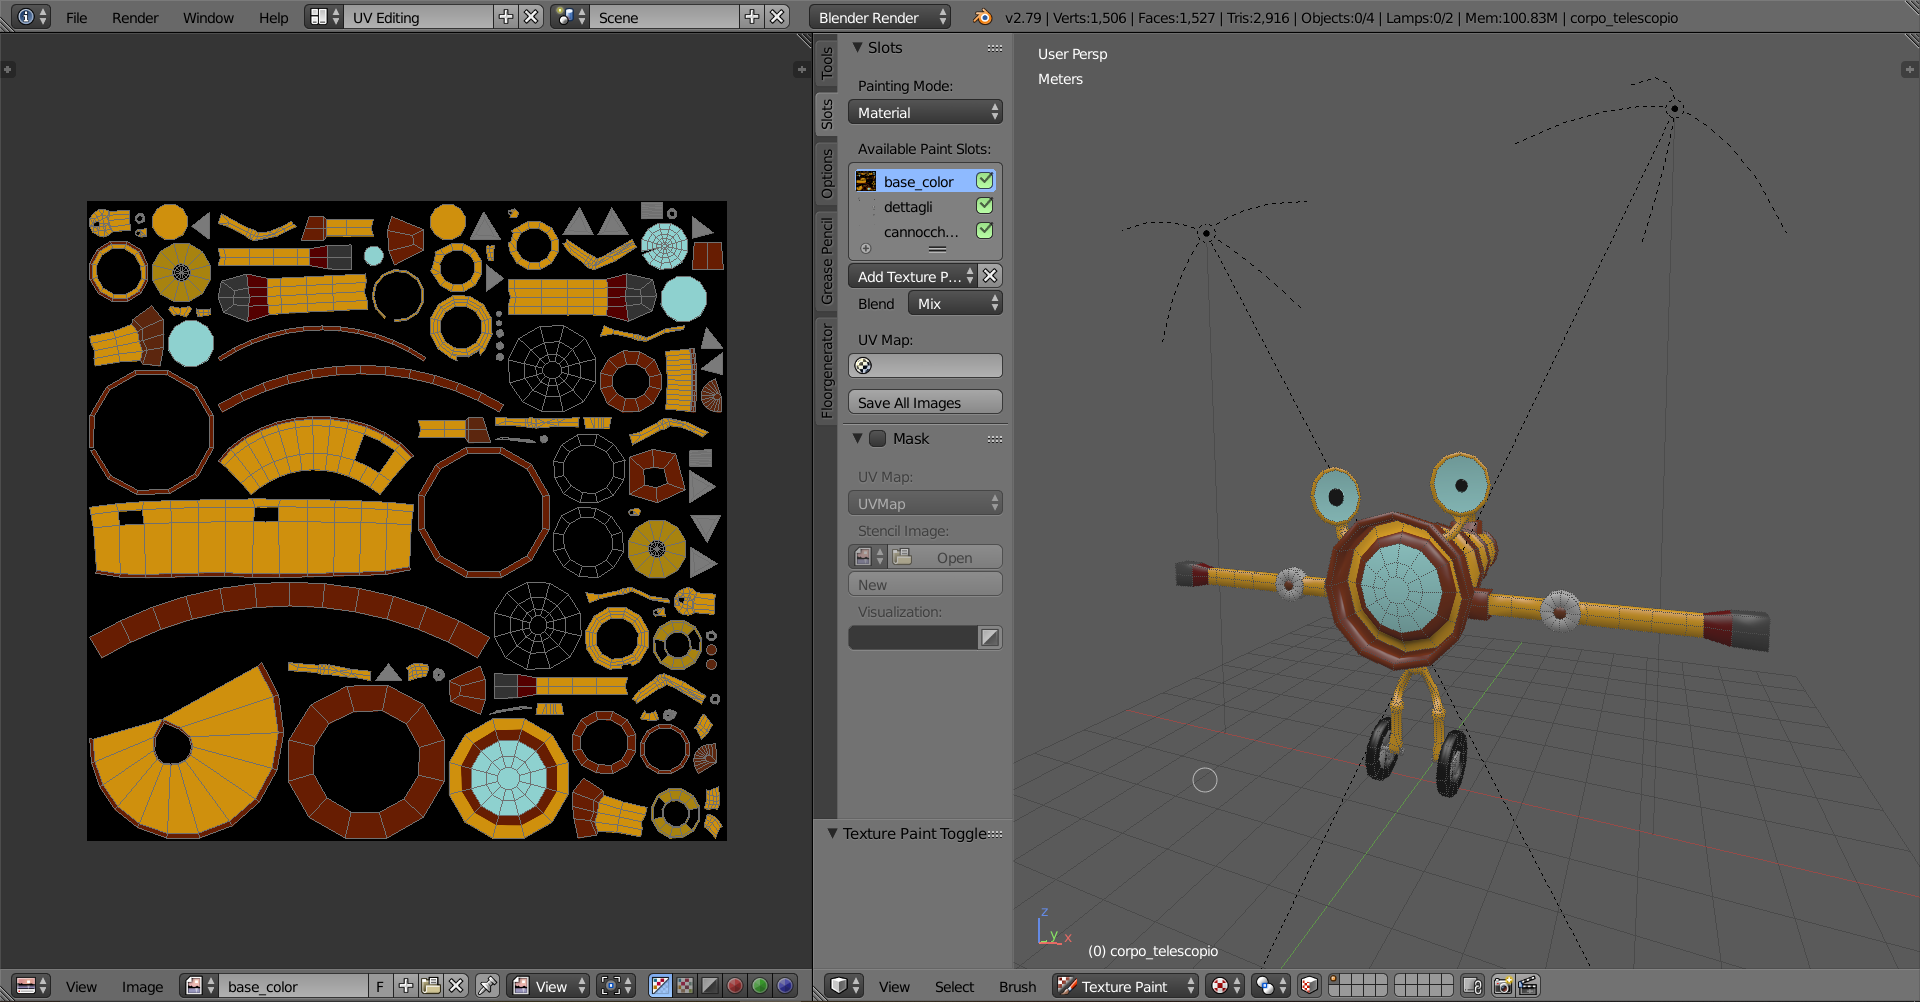 File Render Window Help UV Editing Scene Blender Render v2.79 | Verts:1,506 | Faces:1,527 | Tris:2,916 | Objects:0/4 | Lamps:0/2 | Mem:100.83M | corpo_telescopio
Tools
Slots
Options
Grease Pencil
Floorgenerator
Slots
Painting Mode:
Material
Available Paint Slots:
base_color
dettagli
cannocch...
Add Texture P...
Blend Mix
UV Map:
Save All Images
Mask
UV Map:
UVMap
Stencil Image:
Open
New
Visualization:
Texture Paint Toggle
User Persp
Meters
z
y x
(0) corpo_telescopio
View Image base_color F View
View Select Brush Texture Paint